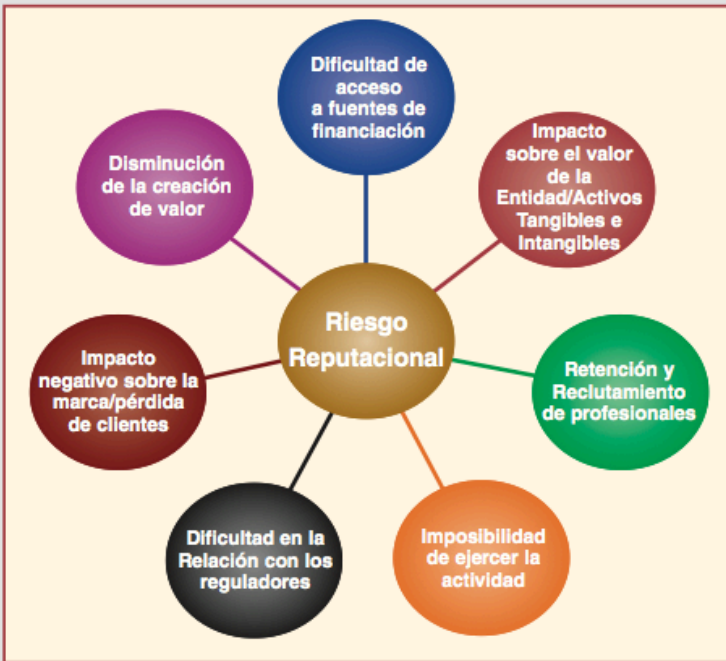 Dificultad de
acceso
a fuentes de
financiación
Impacto
sobre el valor
de la
Entidad/Activos
Tangibles e
Intangibles
Disminución
de la creación
de valor
Riesgo
Reputacional
Retención y
Reclutamiento
de profesionales
Impacto
negativo sobre la
marca/pérdida
de clientes
Imposibilidad
de ejercer la
actividad
Dificultad en la
Relación con los
reguladores